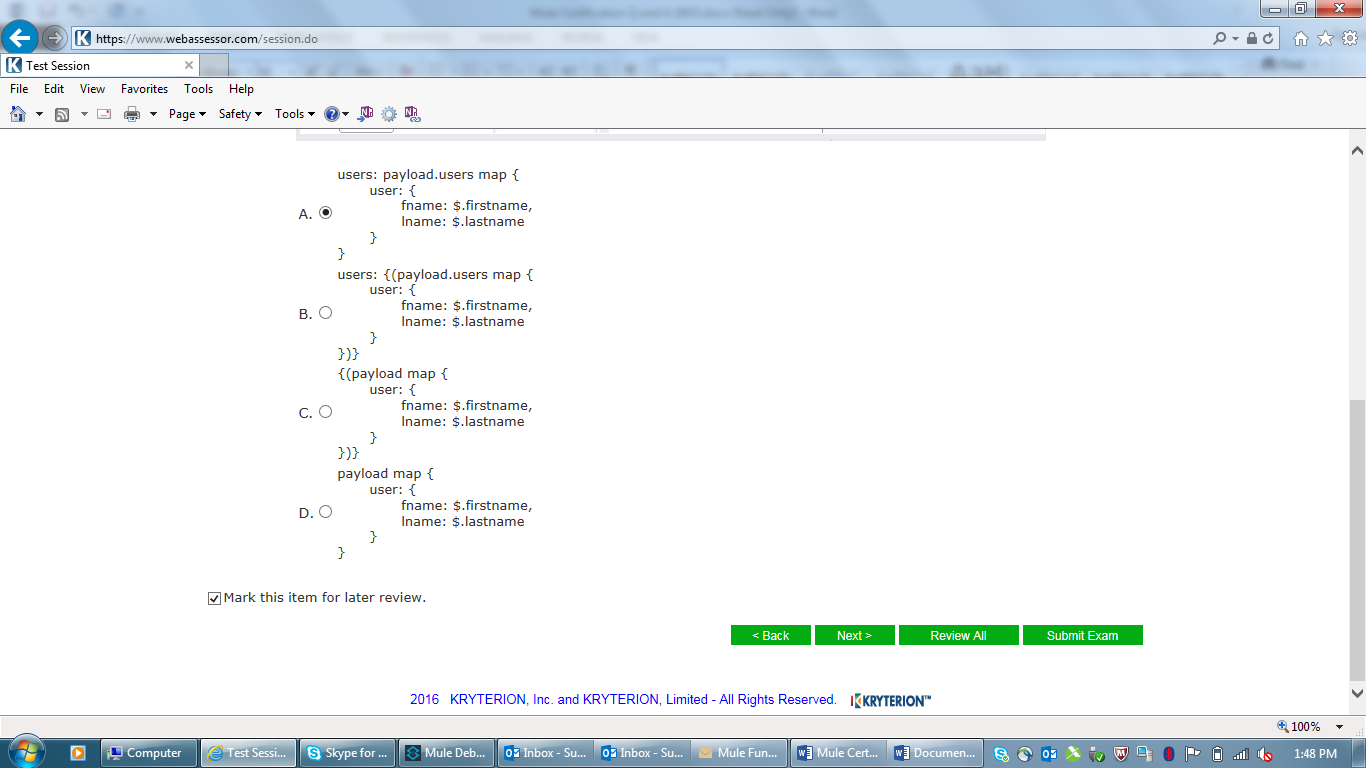 https://www.webassessor.com/session.do
Test Session
File Edit View Favorites Tools Help
Page Safety Tools
A.
users: payload.users map {
user: {
fname: $.firstname,
lname: $.lastname
}
}
B.
users: {(payload.users map {
user: {
fname: $.firstname,
lname: $.lastname
}
})}
C.
{(payload map {
user: {
fname: $.firstname,
lname: $.lastname
}
})}
D.
payload map {
user: {
fname: $.firstname,
lname: $.lastname
}
}
Mark this item for later review.
< Back Next > Review All Submit Exam
2016 KRYTERION, Inc. and KRYTERION, Limited - All Rights Reserved. KRYTERION™
100%
Computer Test Sessi... Skype for ... Mule Deb... Inbox - Su... Inbox - Su... Mule Fun... Mule Cert... Documen... 1:48 PM